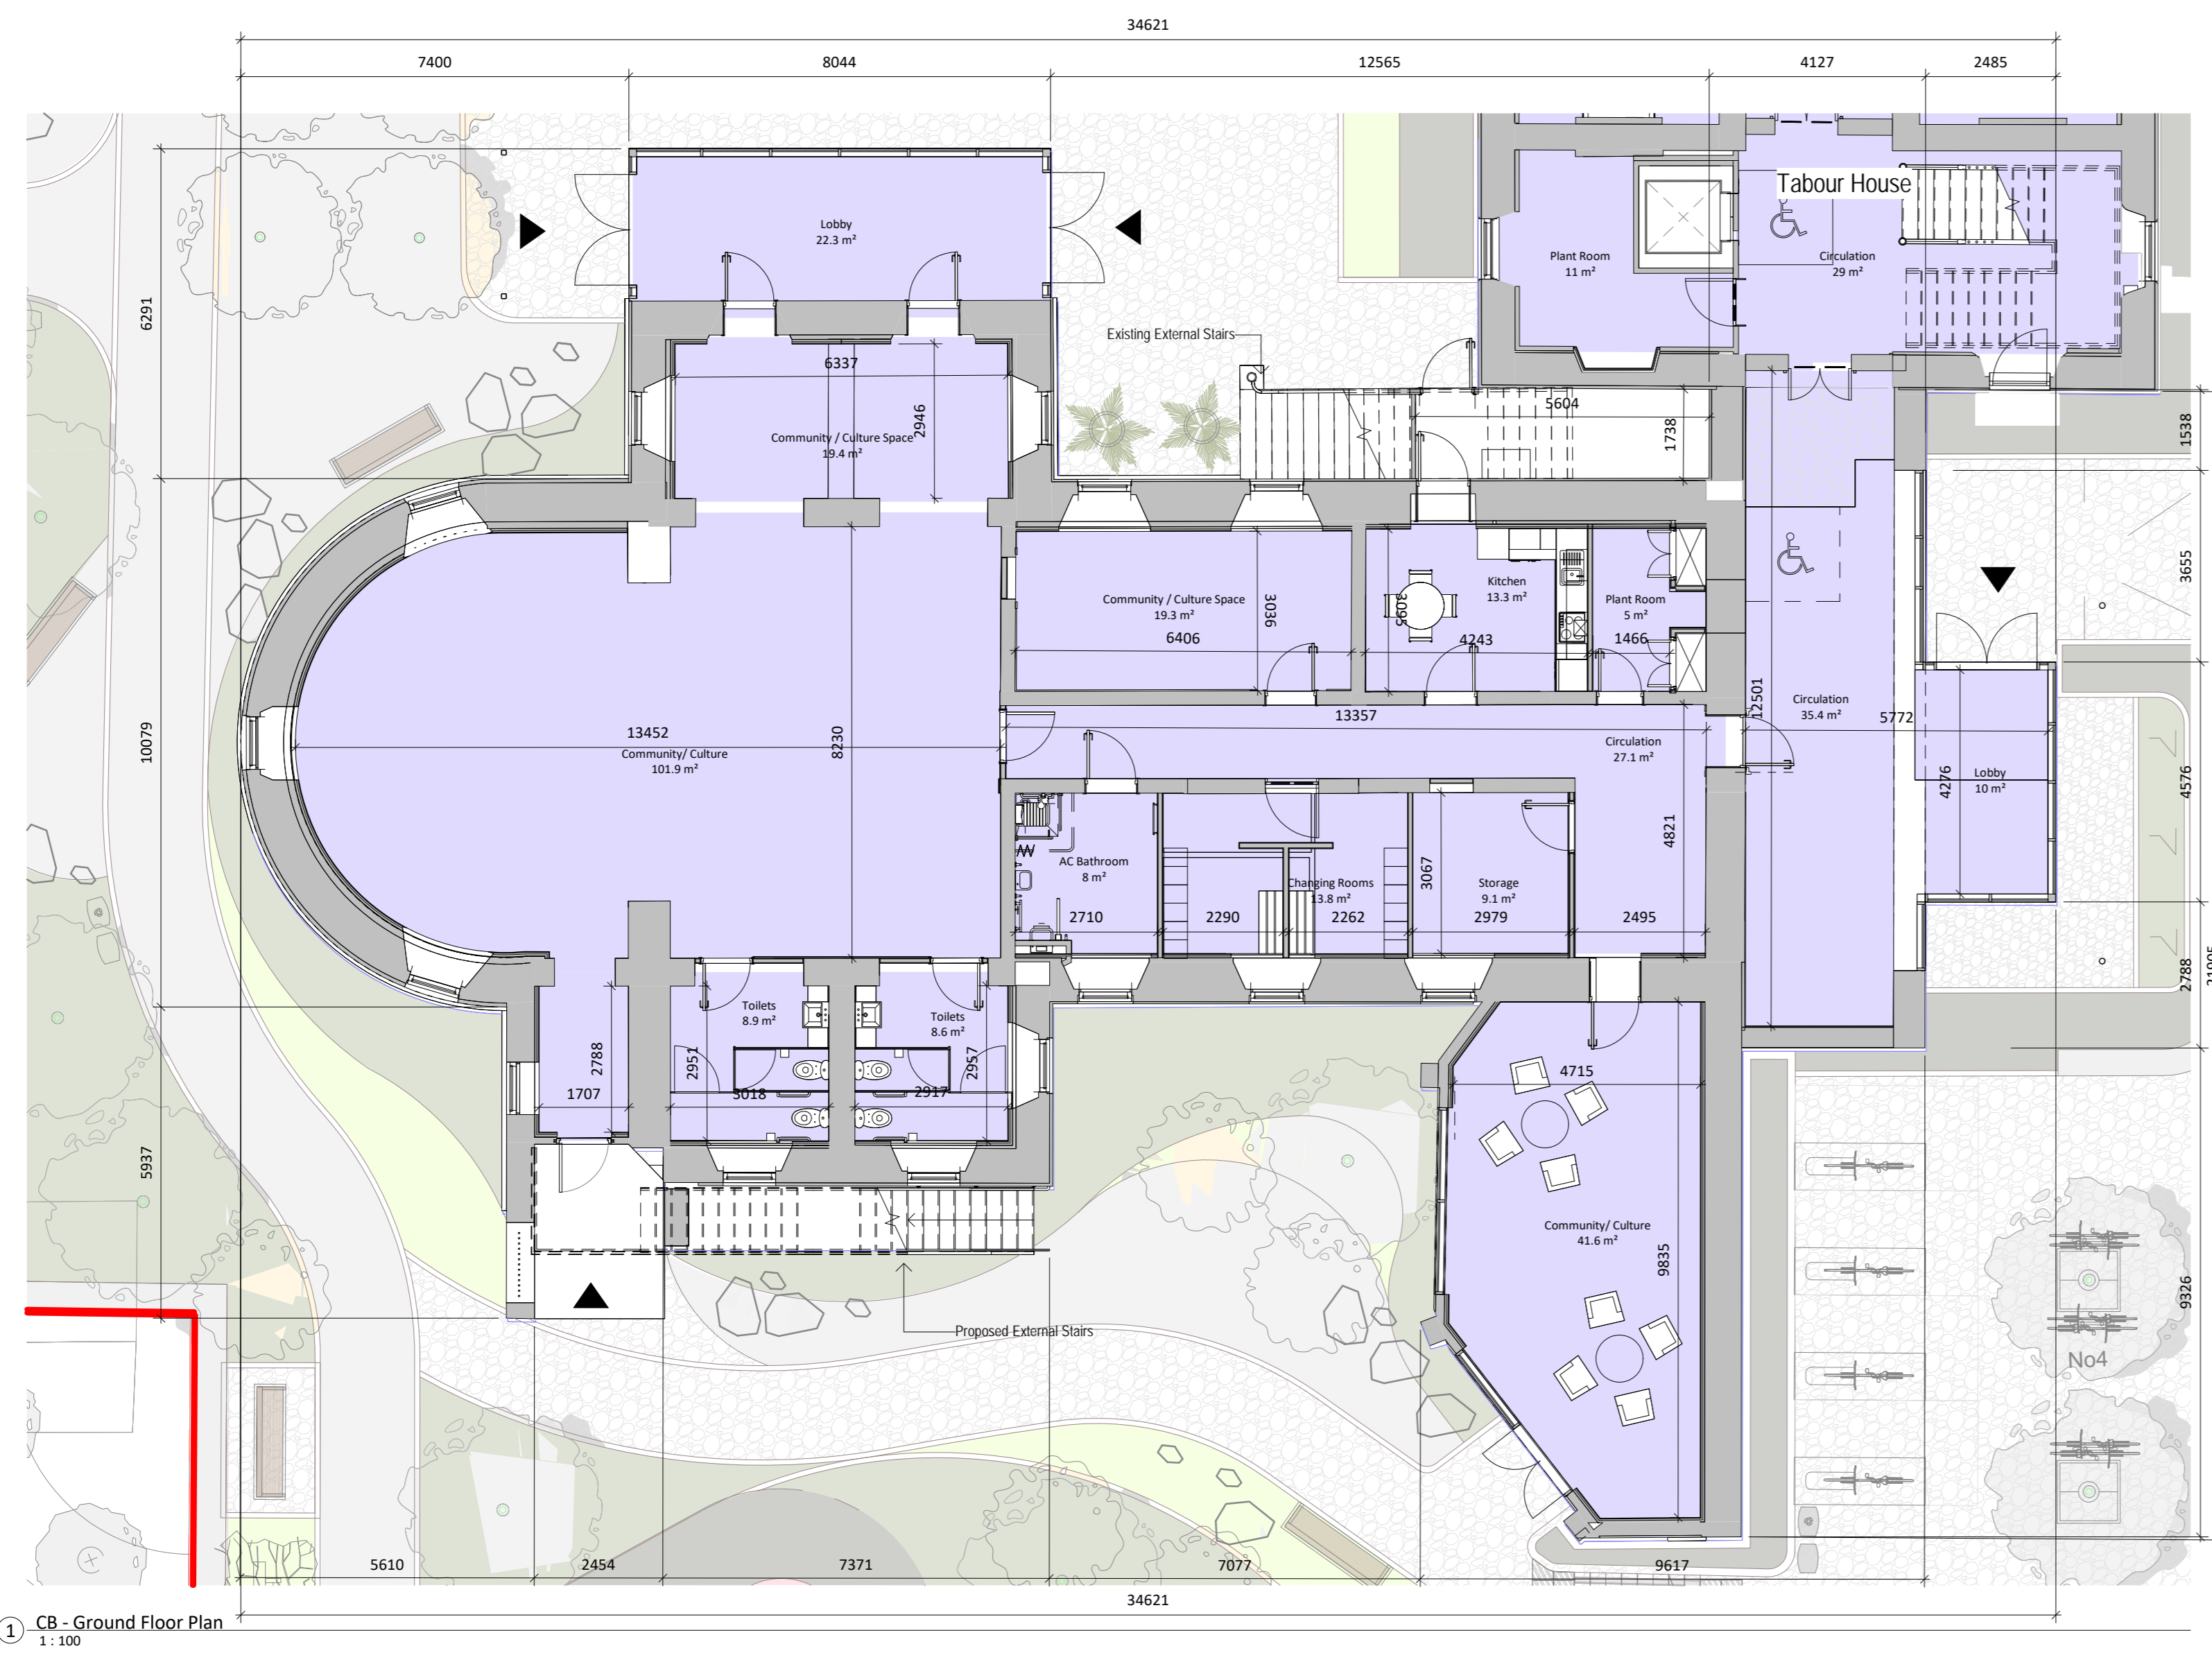 34621
7400
8044
12565
4127
2485
Tabour House
Lobby
22.3 m²
Plant Room
11 m²
Circulation
29 m²
6291
Existing External Stairs
6337
2946
Community / Culture Space
19.4 m²
5604
1738
1538
Community / Culture Space
19.3 m²
3036
6406
3095
Kitchen
13.3 m²
4243
Plant Room
5 m²
1466
3655
12501
Circulation
35.4 m²
5772
13357
Circulation
27.1 m²
10079
13452
Community/ Culture
101.9 m²
8230
Lobby
10 m²
4276
4576
AC Bathroom
8 m²
2710
2290
Changing Rooms
13.8 m²
2262
3067
Storage
9.1 m²
2979
4821
2495
2788
21905
Toilets
8.9 m²
Toilets
8.6 m²
2788
2951
2957
1707
3018
2917
4715
5937
Community/ Culture
41.6 m²
9835
9326
Proposed External Stairs
No4
5610
2454
7371
7077
9617
34621
1
CB - Ground Floor Plan
1 : 100